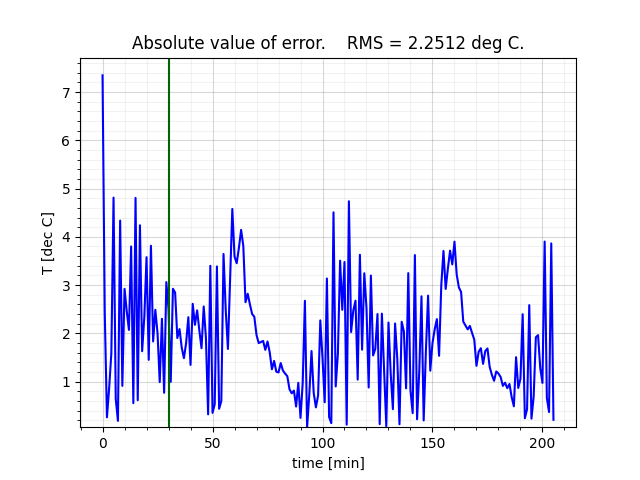 Absolute value of error.    RMS = 2.2512 deg C.
7
6
5
4
3
2
1
T [dec C]
0 50 100 150 200
time [min]